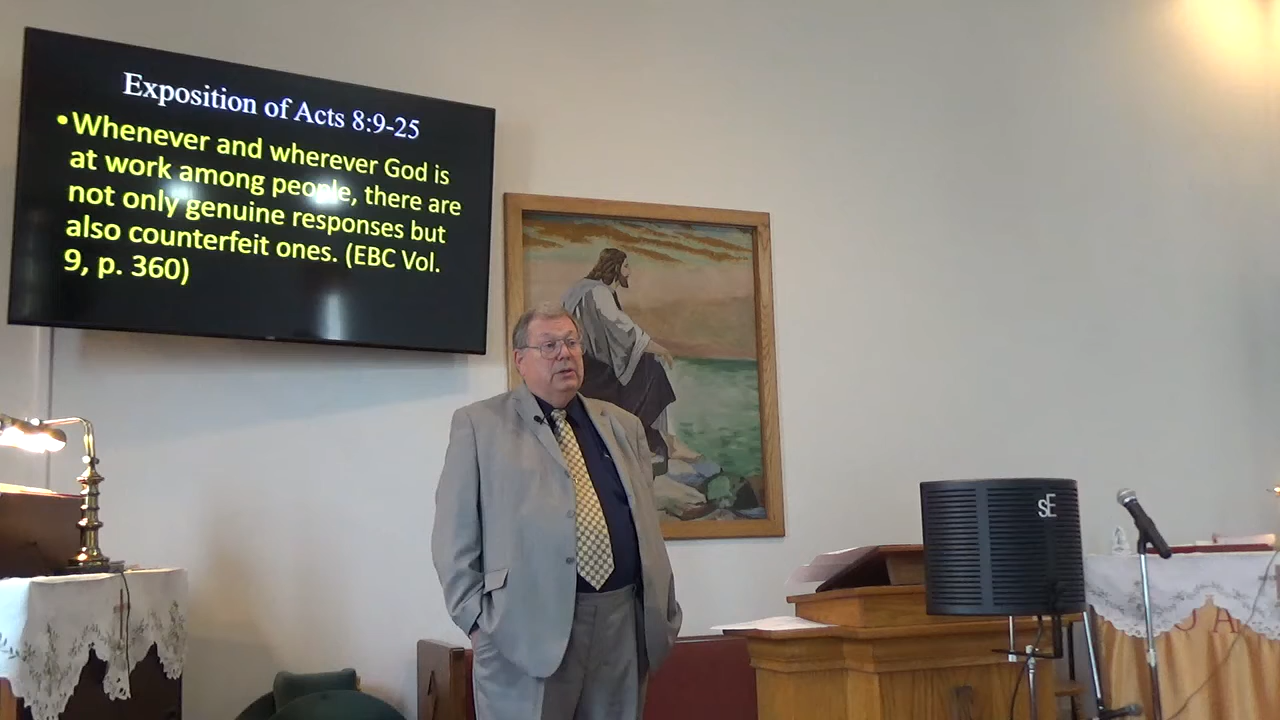 Exposition of Acts 8:9-25
•Whenever and wherever God is
at work among people, there are
not only genuine responses but
also counterfeit ones. (EBC Vol.
9, p. 360)
sE